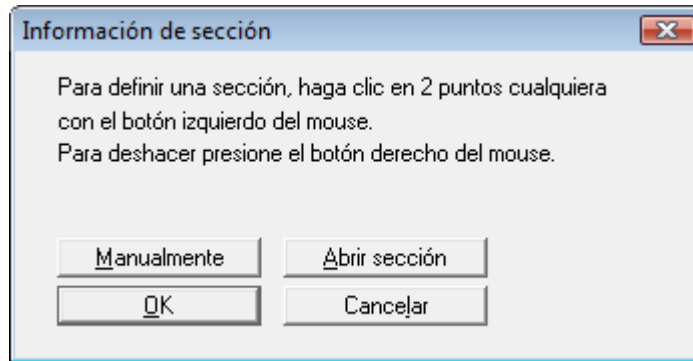 Información de sección
Para definir una sección, haga clic en 2 puntos cualquiera
con el botón izquierdo del mouse.
Para deshacer presione el botón derecho del mouse.
Manualmente
Abrir sección
OK
Cancelar